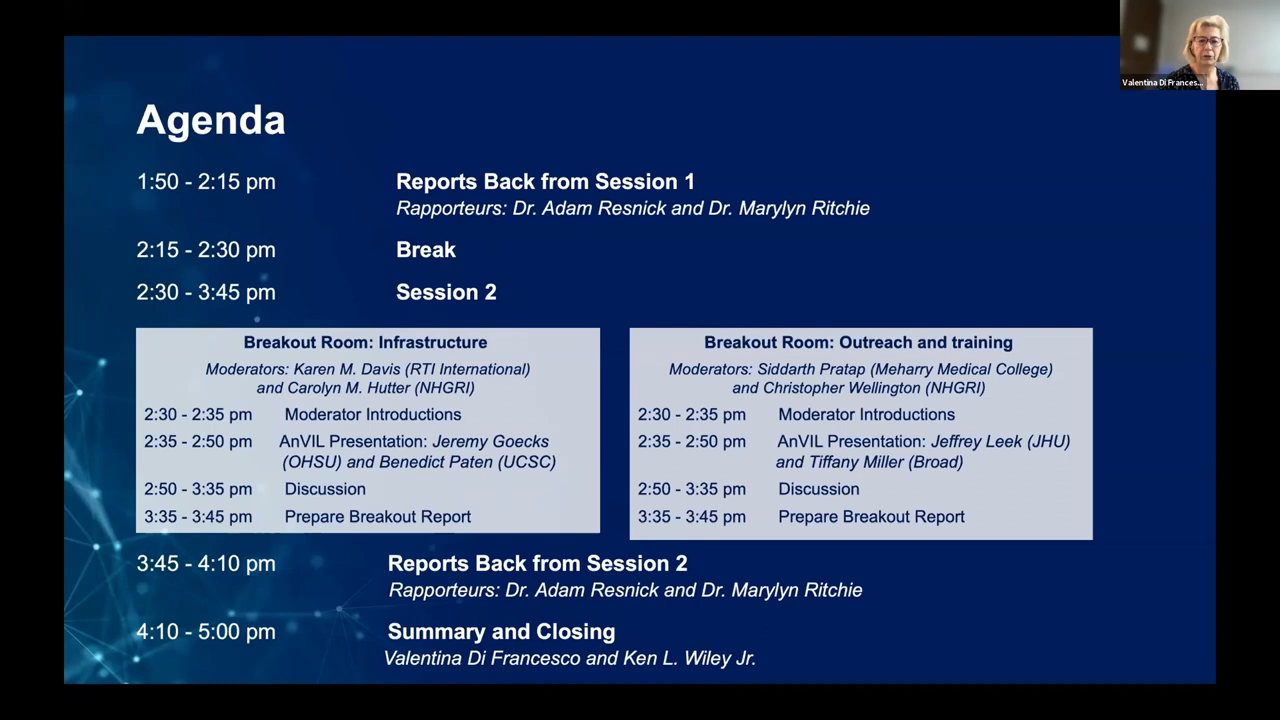 Valentina Di Frances...
Agenda
1:50 - 2:15 pm Reports Back from Session 1
Rapporteurs: Dr. Adam Resnick and Dr. Marylyn Ritchie
2:15 - 2:30 pm Break
2:30 - 3:45 pm Session 2
Breakout Room: Infrastructure
Moderators: Karen M. Davis (RTI International)
and Carolyn M. Hutter (NHGRI)
2:30 - 2:35 pm Moderator Introductions
2:35 - 2:50 pm AnVIL Presentation: Jeremy Goecks
(OHSU) and Benedict Paten (UCSC)
2:50 - 3:35 pm Discussion
3:35 - 3:45 pm Prepare Breakout Report
Breakout Room: Outreach and training
Moderators: Siddarth Pratap (Meharry Medical College)
and Christopher Wellington (NHGRI)
2:30 - 2:35 pm Moderator Introductions
2:35 - 2:50 pm AnVIL Presentation: Jeffrey Leek (JHU)
and Tiffany Miller (Broad)
2:50 - 3:35 pm Discussion
3:35 - 3:45 pm Prepare Breakout Report
3:45 - 4:10 pm Reports Back from Session 2
Rapporteurs: Dr. Adam Resnick and Dr. Marylyn Ritchie
4:10 - 5:00 pm Summary and Closing
Valentina Di Francesco and Ken L. Wiley Jr.